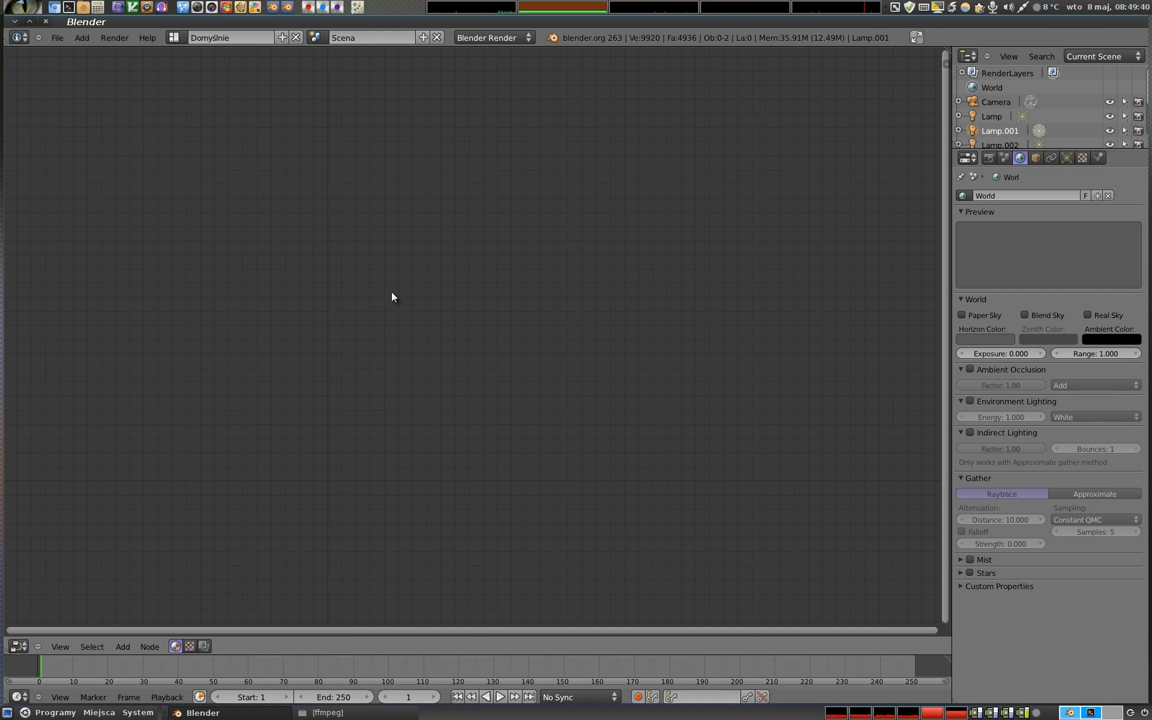 8 °C wto 8 maj, 08:49:40
Blender
File Add Render Help Domyślnie Scena Blender Render blender.org 263 | Ve:9920 | Fa:4936 | Ob:0-2 | La:0 | Mem:35.91M (12.49M) | Lamp.001
View Search Current Scene
RenderLayers
World
Camera
Lamp
Lamp.001
Lamp.002
Worl
World F
Preview
World
Paper Sky Blend Sky Real Sky
Horizon Color: Zenith Color: Ambient Color:
Exposure: 0.000 Range: 1.000
Ambient Occlusion
Factor: 1.00 Add
Environment Lighting
Energy: 1.000 White
Indirect Lighting
Factor: 1.00 Bounces: 1
Only works with Approximate gather method
Gather
Raytrace Approximate
Attenuation: Sampling:
Distance: 10.000 Constant QMC
Falloff Samples: 5
Strength: 0.000
Mist
Stars
Custom Properties
View Select Add Node
0 10 20 30 40 50 60 70 80 90 100 110 120 130 140 150 160 170 180 190 200 210 220 230 240 250
View Marker Frame Playback Start: 1 End: 250 1 No Sync
Programy Miejsca System Blender [ffmpeg]